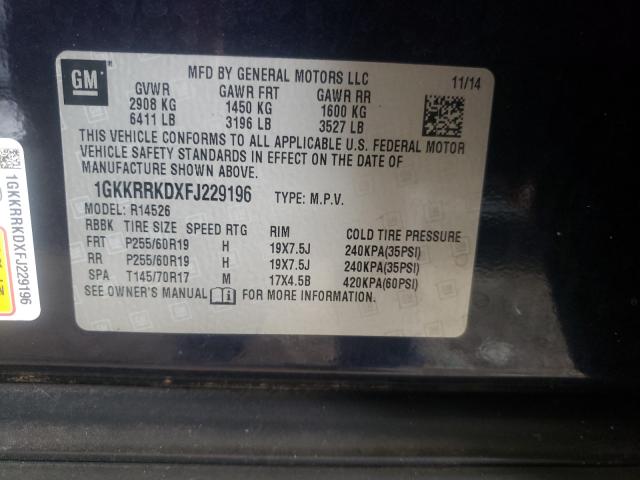 GM
MFD BY GENERAL MOTORS LLC
11/14
GVWR GAWR FRT GAWR RR
2908 KG 1450 KG 1600 KG
6411 LB 3196 LB 3527 LB
THIS VEHICLE CONFORMS TO ALL APPLICABLE U.S. FEDERAL MOTOR
VEHICLE SAFETY STANDARDS IN EFFECT ON THE DATE OF
MANUFACTURE SHOWN ABOVE.
1GKKRRKDXFJ229196 TYPE: M.P.V.
MODEL: R14526
RBBK TIRE SIZE SPEED RTG RIM COLD TIRE PRESSURE
FRT P255/60R19 H 19X7.5J 240KPA(35PSI)
RR P255/60R19 H 19X7.5J 240KPA(35PSI)
SPA T145/70R17 M 17X4.5B 420KPA(60PSI)
SEE OWNER'S MANUAL FOR MORE INFORMATION.
1GKKRRKDXFJ229196